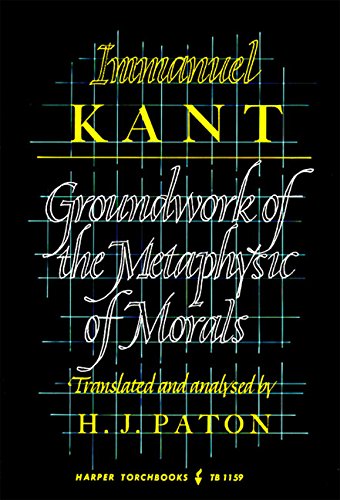 Immanuel
KANT
Groundwork of
the Metaphysic
of Morals
Translated and analysed by
H. J. PATON
HARPER TORCHBOOKS TB 1159